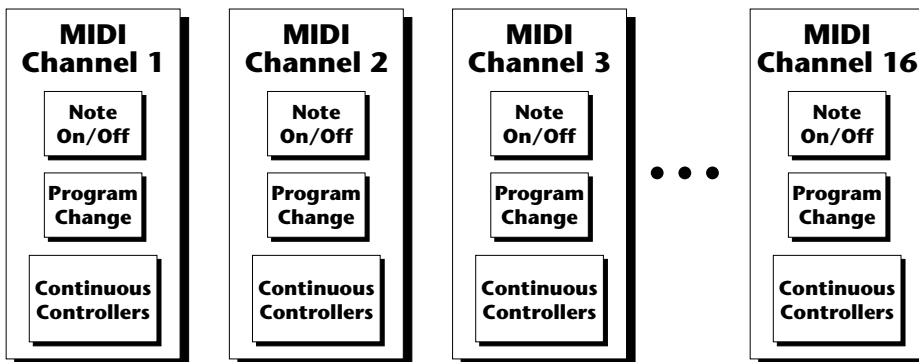 MIDI
Channel 1
Note
On/Off
Program
Change
Continuous
Controllers
MIDI
Channel 2
Note
On/Off
Program
Change
Continuous
Controllers
MIDI
Channel 3
Note
On/Off
Program
Change
Continuous
Controllers
• • •
MIDI
Channel 16
Note
On/Off
Program
Change
Continuous
Controllers